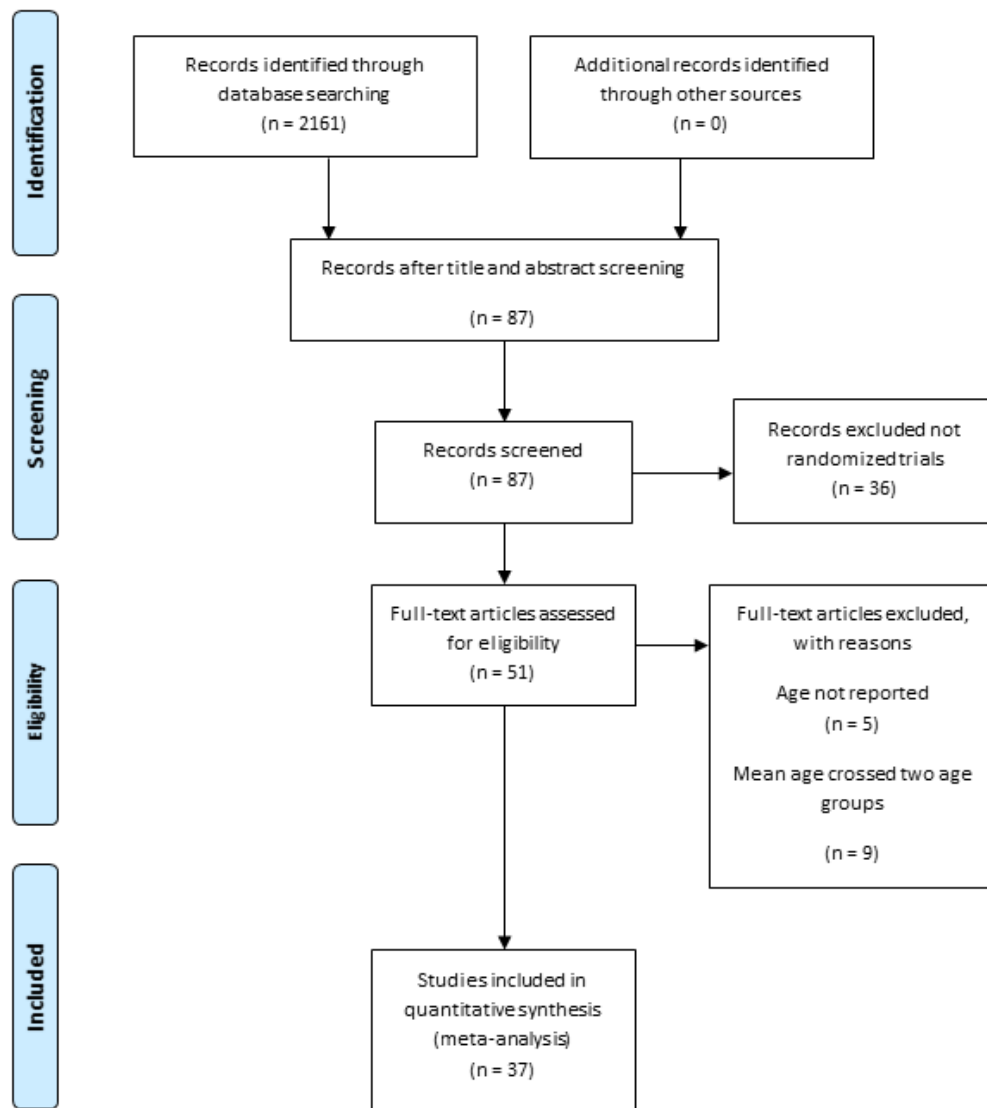 Identification
Records identified through
database searching
(n = 2161)
Additional records identified
through other sources
(n = 0)
Records after title and abstract screening
(n = 87)
Screening
Records screened
(n = 87)
Records excluded not
randomized trials
(n = 36)
Eligibility
Full-text articles assessed
for eligibility
(n = 51)
Full-text articles excluded,
with reasons
Age not reported
(n = 5)
Mean age crossed two age
groups
(n = 9)
Included
Studies included in
quantitative synthesis
(meta-analysis)
(n = 37)